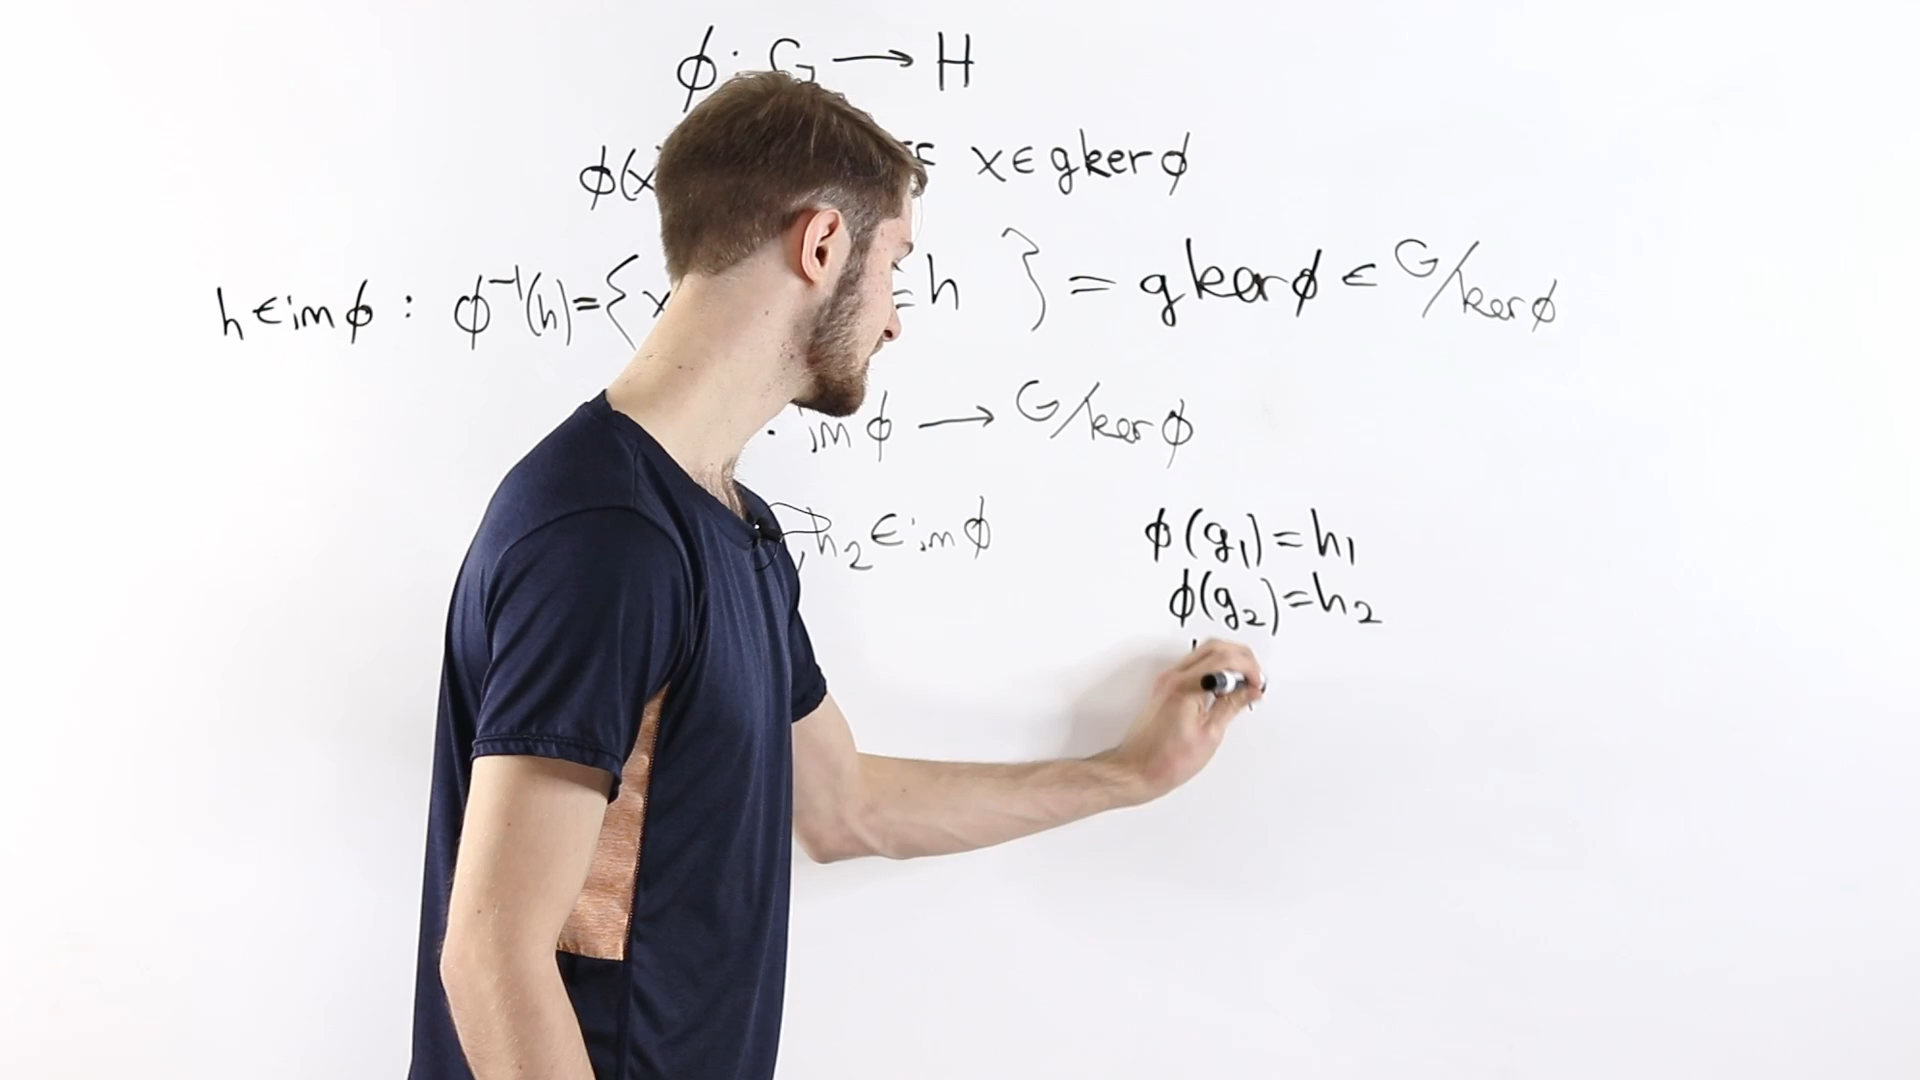 ϕ: G ⟶ H
ϕ(x x ∈ g ker ϕ
h ∈ im ϕ : ϕ⁻¹(h) = { x = h } = g ker ϕ ∈ G/ker ϕ
im ϕ ⟶ G/ker ϕ
, h₂ ∈ im ϕ
ϕ(g₁) = h₁
ϕ(g₂) = h₂